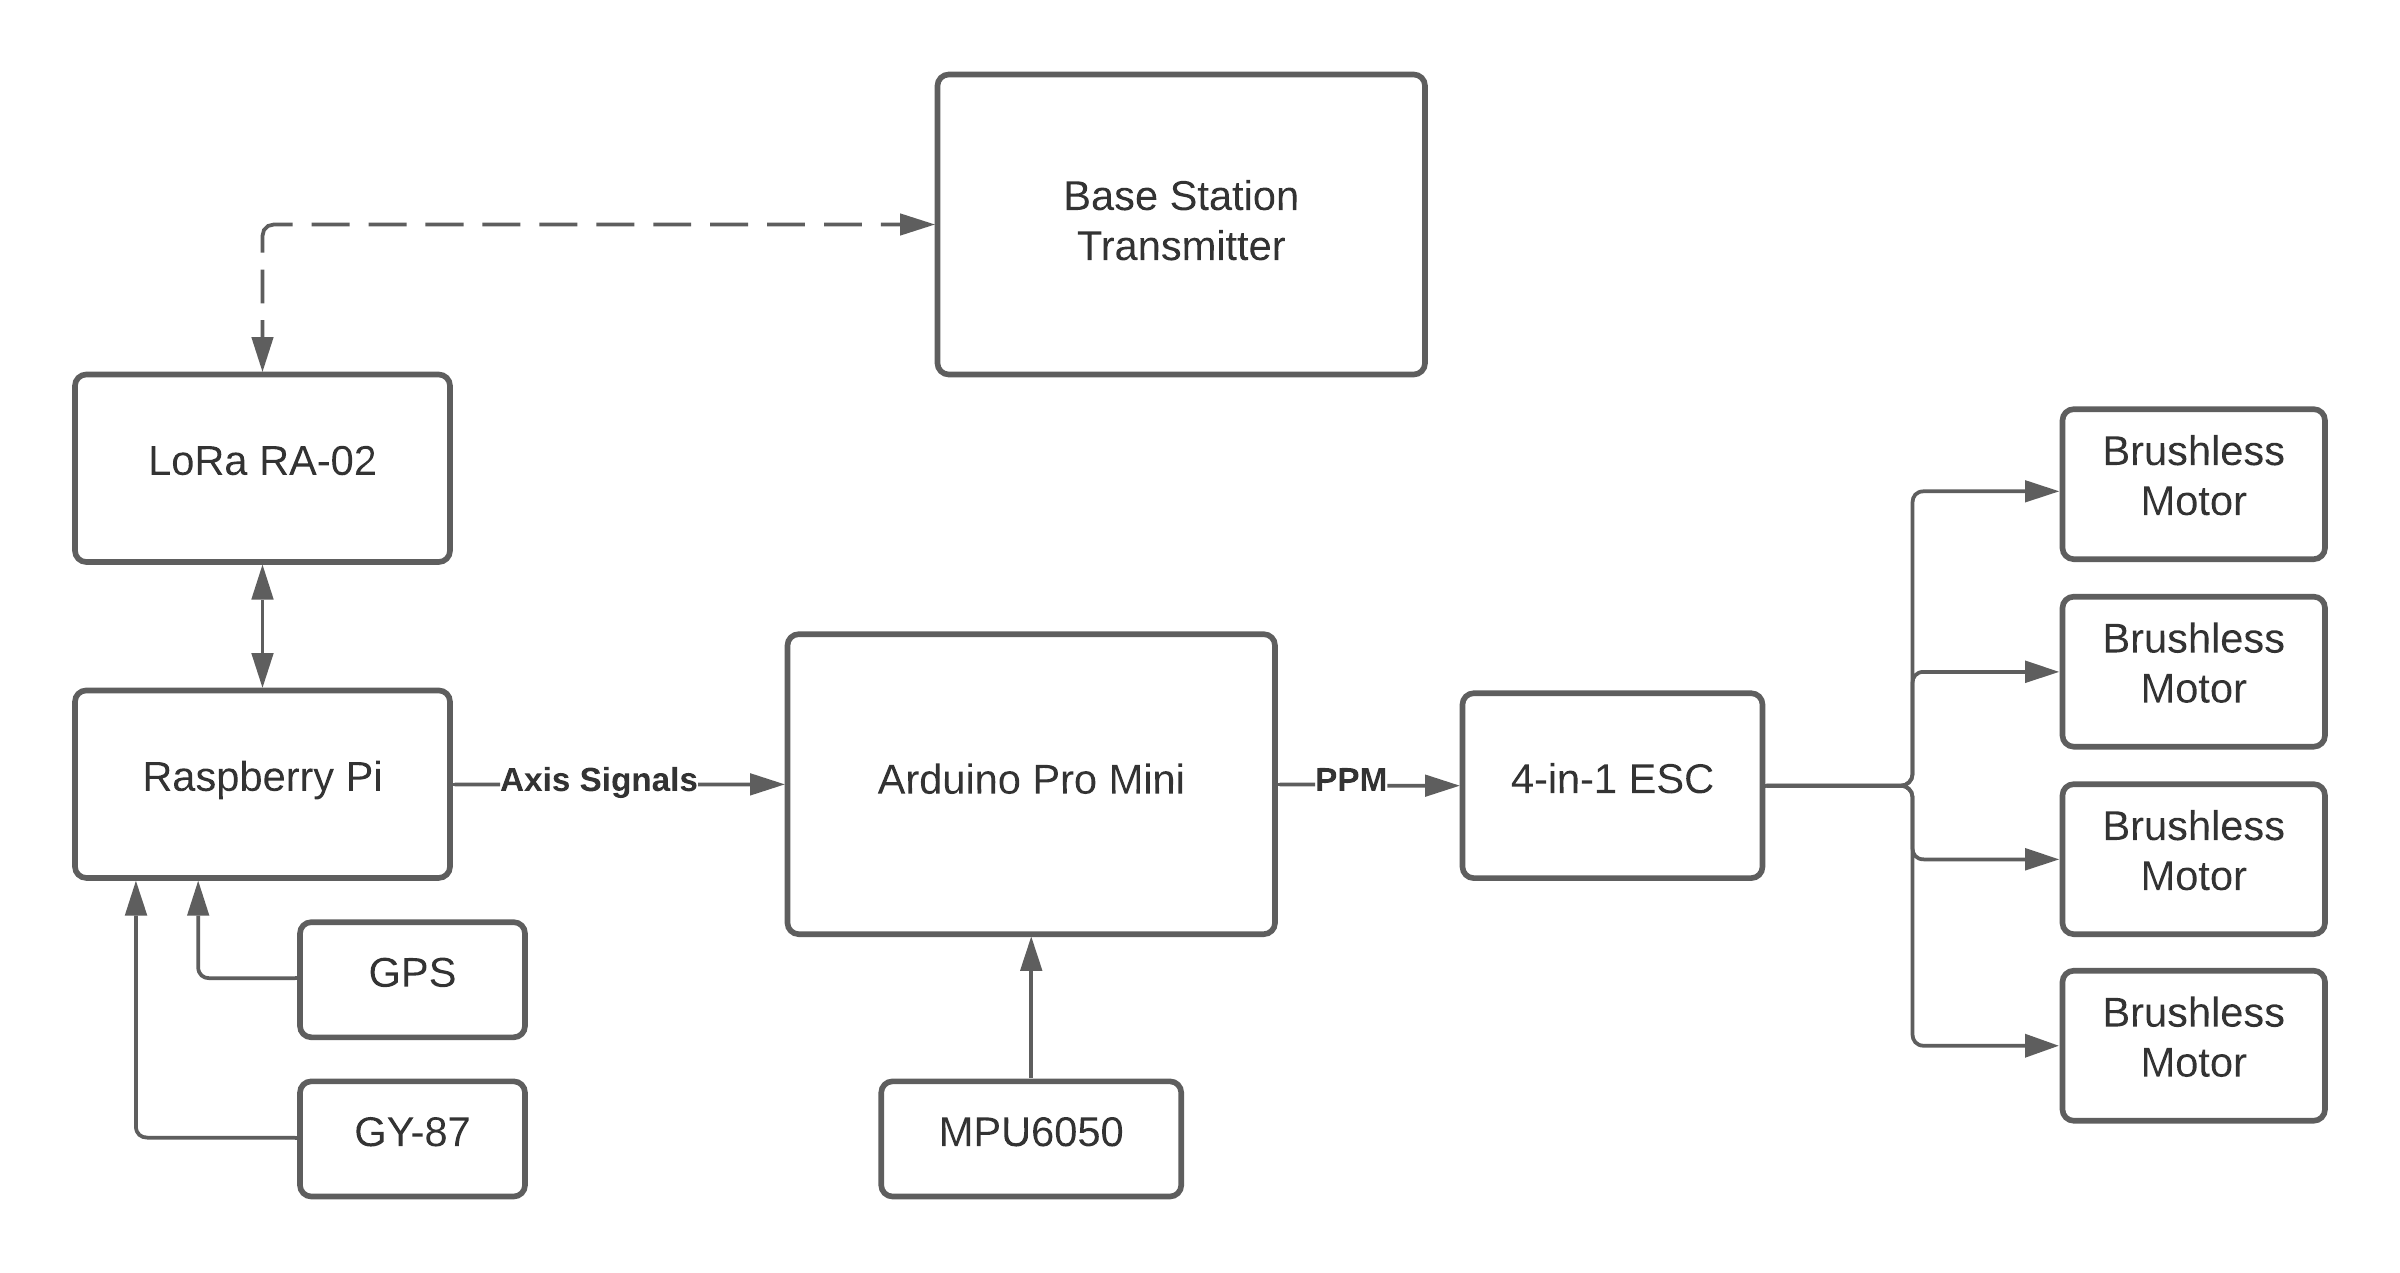 Base Station
Transmitter
LoRa RA-02
Brushless
Motor
Brushless
Motor
Raspberry Pi
Axis Signals
Arduino Pro Mini
PPM
4-in-1 ESC
Brushless
Motor
GPS
Brushless
Motor
GY-87
MPU6050